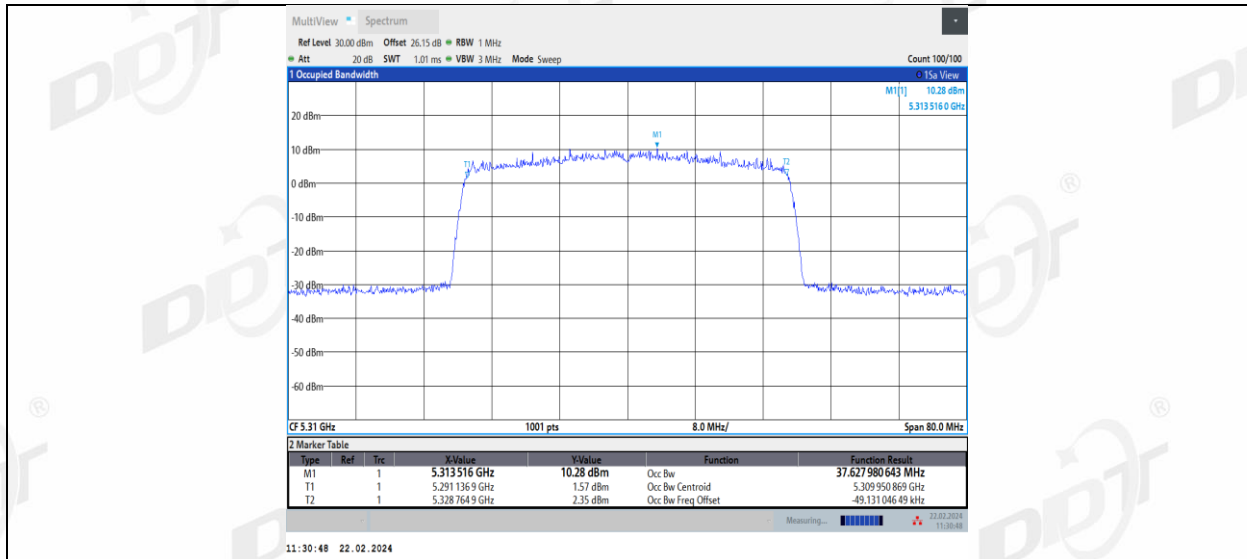 MultiView Spectrum
Ref Level 30.00 dBm Offset 26.15 dB RBW 1 MHz
Att 20 dB SWT 1.01 ms VBW 3 MHz Mode Sweep Count 100/100
1 Occupied Bandwidth 1Sa View
M1[1] 10.28 dBm
5.313 516 0 GHz
20 dBm
M1
10 dBm
T1
T2
0 dBm
-10 dBm
-20 dBm
-30 dBm
-40 dBm
-50 dBm
-60 dBm
CF 5.31 GHz 1001 pts 8.0 MHz/ Span 80.0 MHz
2 Marker Table
Type Ref Trc X-Value Y-Value Function Function Result
M1 1 5.313 516 GHz 10.28 dBm Occ Bw 37.627 980 643 MHz
T1 1 5.291 136 9 GHz 1.57 dBm Occ Bw Centroid 5.309 950 869 GHz
T2 1 5.328 764 9 GHz 2.35 dBm Occ Bw Freq Offset -49.131 046 49 kHz
Measuring... 22.02.2024
11:30:48
11:30:48 22.02.2024
DDT
®